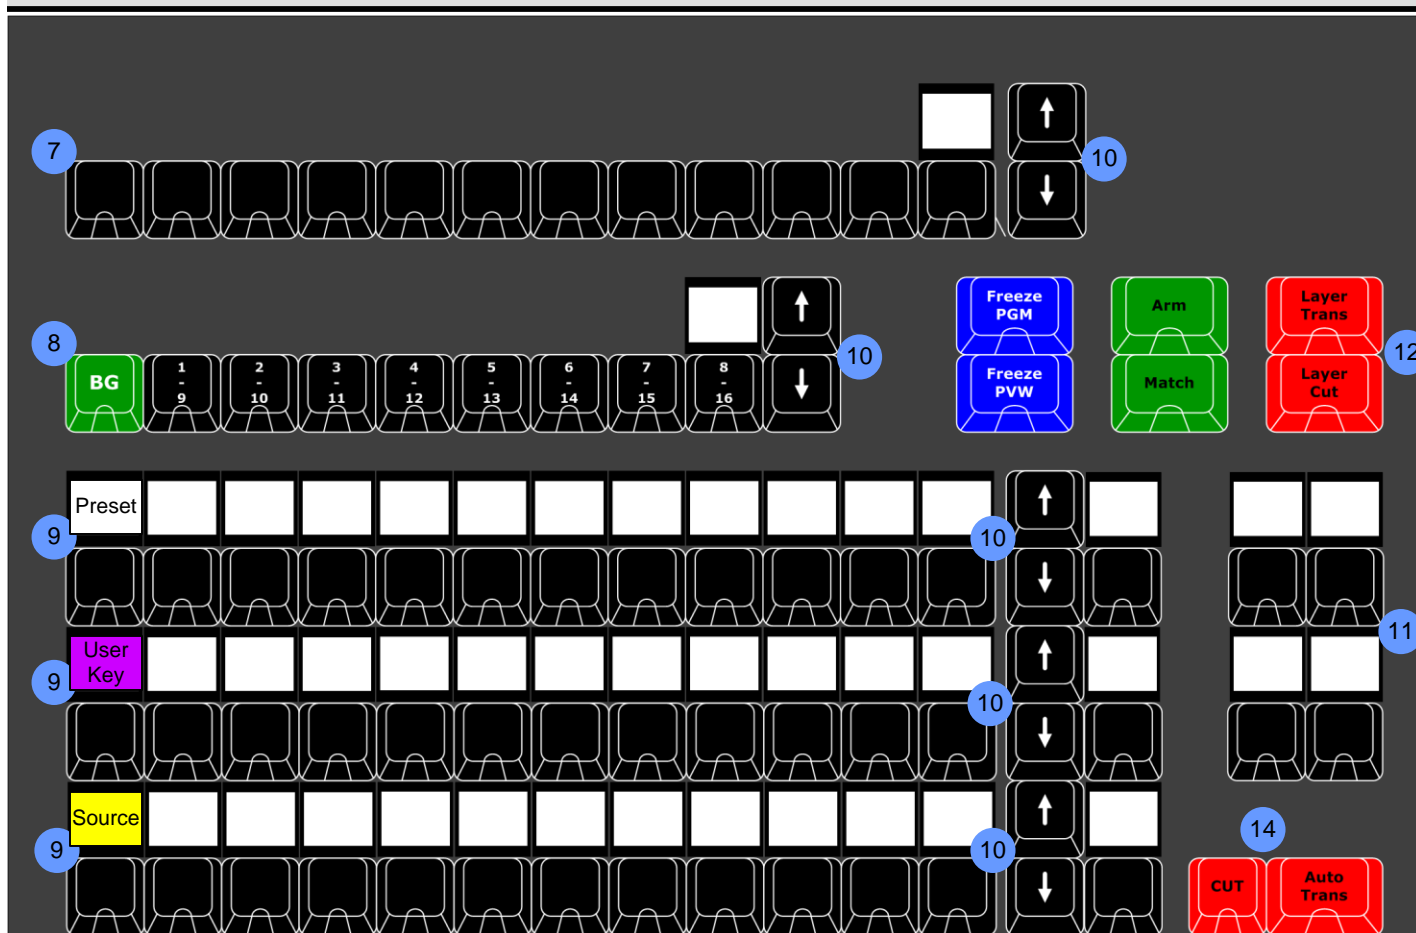 7
10
8
BG
1
-
9
2
-
10
3
-
11
4
-
12
5
-
13
6
-
14
7
-
15
8
-
16
10
Freeze
PGM
Arm
Layer
Trans
Freeze
PVW
Match
Layer
Cut
12
Preset
9
10
11
User
Key
9
10
Source
9
10
14
CUT
Auto
Trans